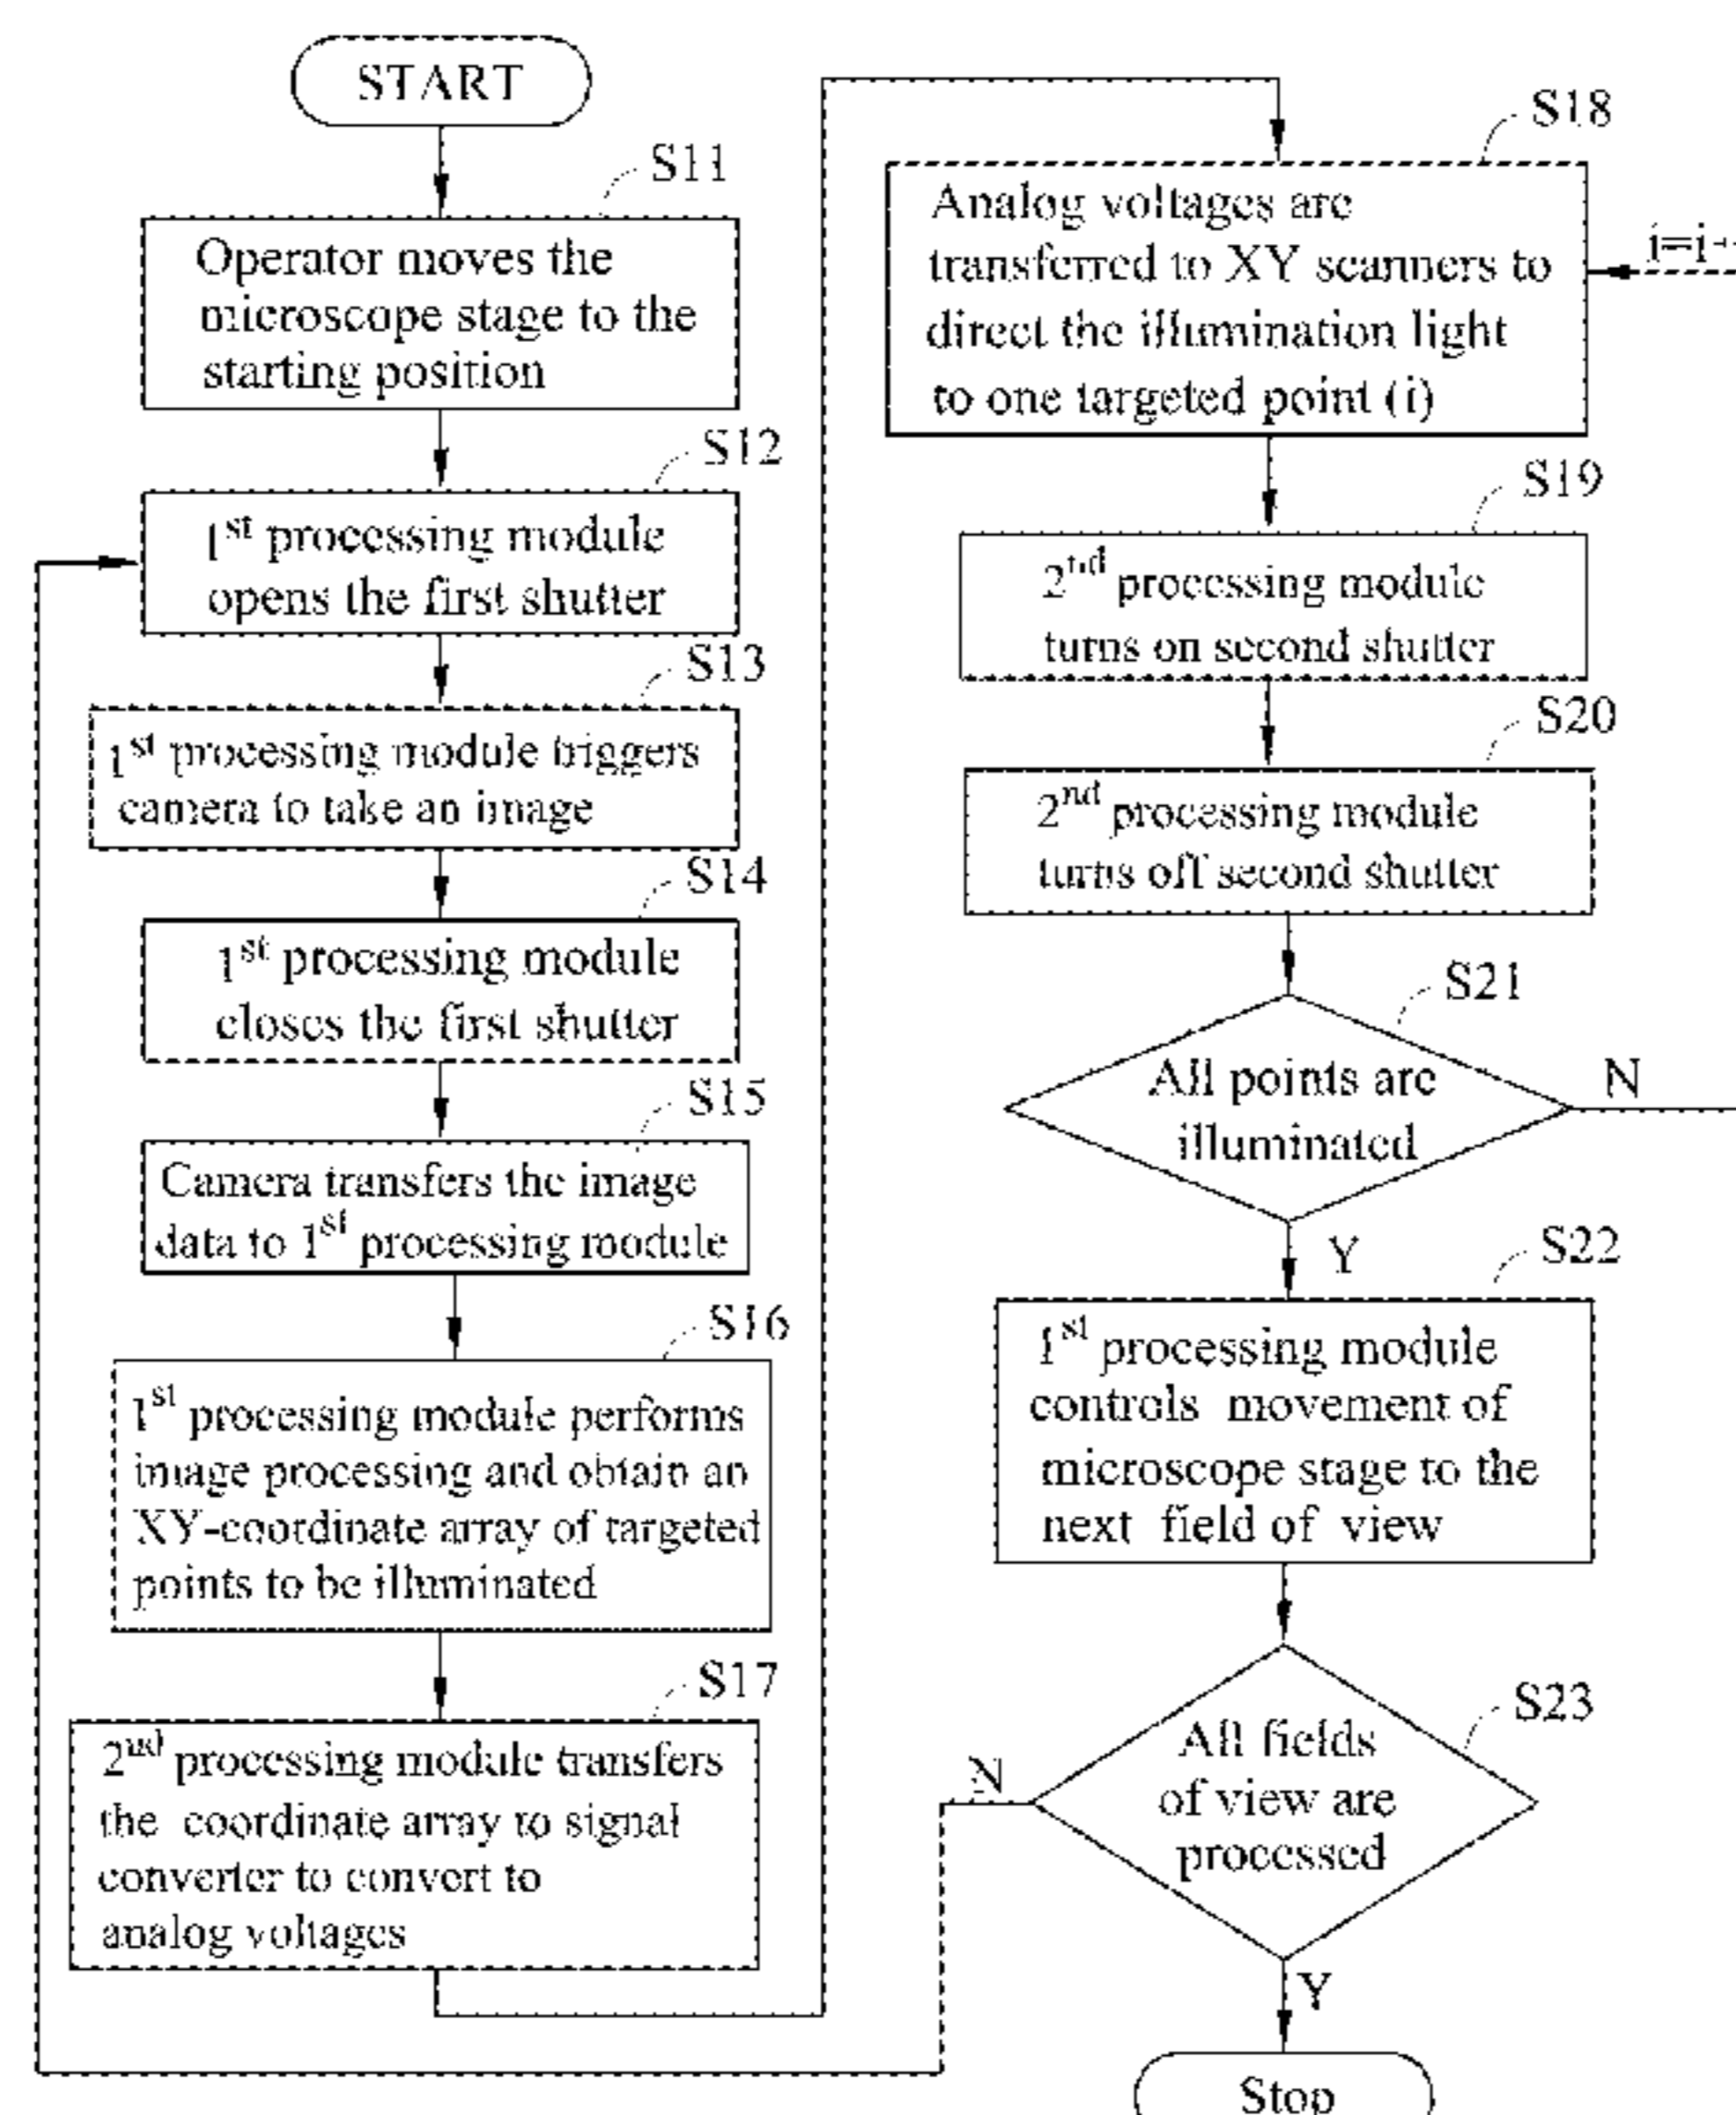 START
S11
Operator moves the
microscope stage to the
starting position
S12
1st processing module
opens the first shutter
S13
1st processing module triggers
camera to take an image
S14
1st processing module
closes the first shutter
S15
Camera transfers the image
data to 1st processing module
S16
1st processing module performs
image processing and obtain an
XY-coordinate array of targeted
points to be illuminated
S17
2nd processing module transfers
the coordinate array to signal
converter to convert to
analog voltages
S18
Analog voltages are
transferred to XY scanners to
direct the illumination light
to one targeted point (i)
i=i+
S19
2nd processing module
turns on second shutter
S20
2nd processing module
turns off second shutter
S21
All points are
illuminated
N
Y
S22
1st processing module
controls movement of
microscope stage to the
next field of view
S23
All fields
of view are
processed
N
Y
Stop